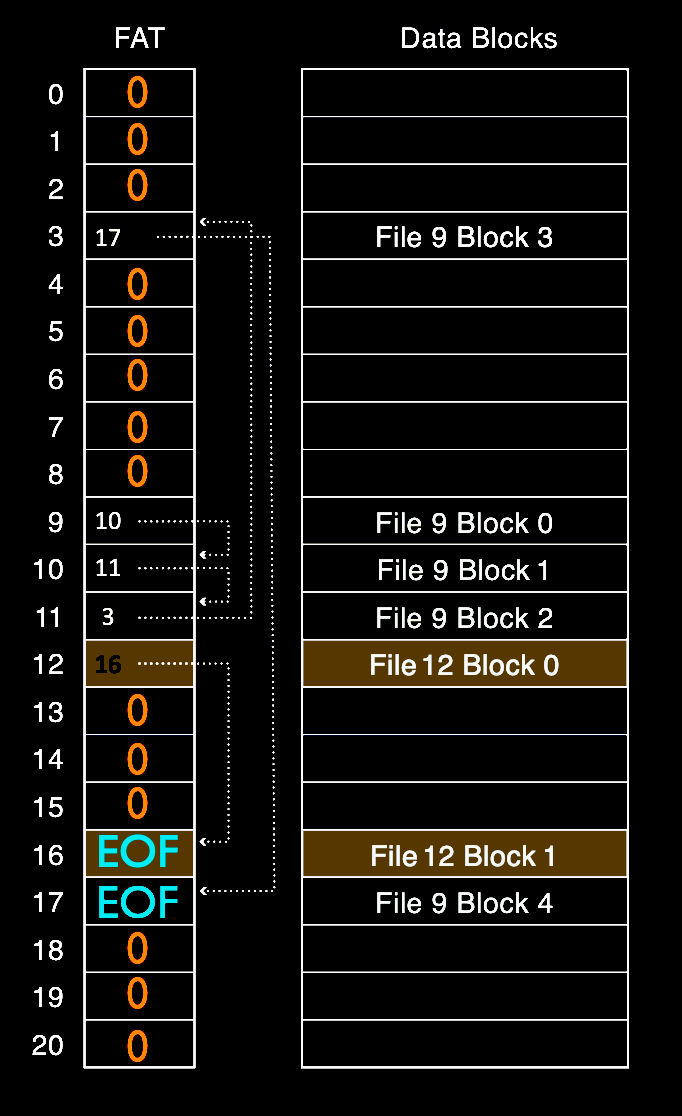 FAT Data Blocks
0 0
1 0
2 0
3 17 File 9 Block 3
4 0
5 0
6 0
7 0
8 0
9 10 File 9 Block 0
10 11 File 9 Block 1
11 3 File 9 Block 2
12 16 File 12 Block 0
13 0
14 0
15 0
16 EOF File 12 Block 1
17 EOF File 9 Block 4
18 0
19 0
20 0